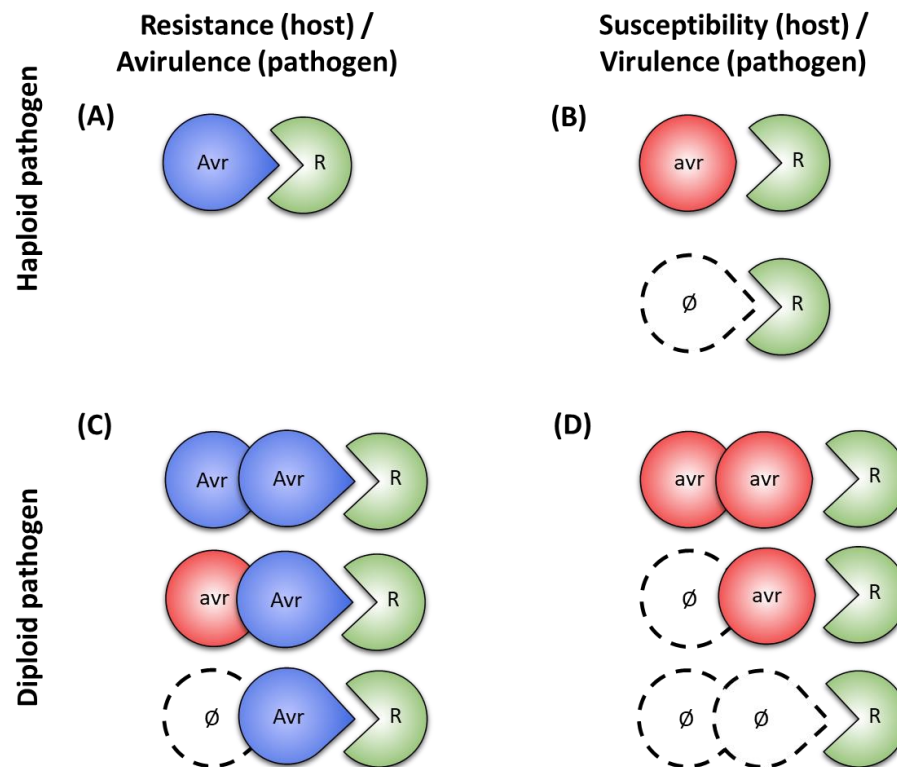 Resistance (host) /
Avirulence (pathogen)
Susceptibility (host) /
Virulence (pathogen)
Haploid pathogen
(A)
Avr R
(B)
avr R
Ø R
Diploid pathogen
(C)
Avr Avr R
avr Avr R
Ø Avr R
(D)
avr avr R
Ø avr R
Ø Ø R